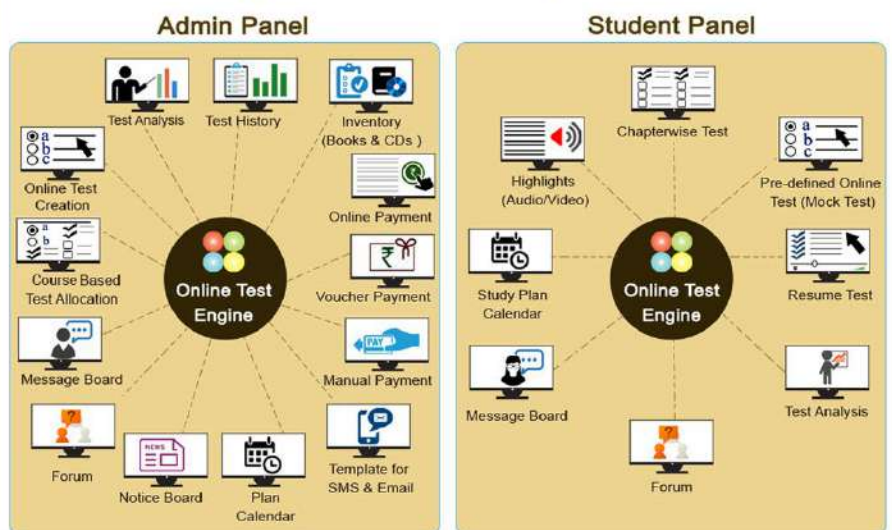 Admin Panel
Test Analysis
Test History
Inventory
(Books & CDs )
a
b
c
Online Test
Creation
Online Payment
a
b
Course Based
Test Allocation
Online Test
Engine
₹
Voucher Payment
Message Board
PAY
Manual Payment
?
Forum
NEWS
Notice Board
Plan
Calendar
Template for
SMS & Email
Student Panel
Chapterwise Test
Highlights
(Audio/Video)
a
b
c
Pre-defined Online
Test (Mock Test)
Study Plan
Calendar
Online Test
Engine
Resume Test
Message Board
Test Analysis
?
Forum